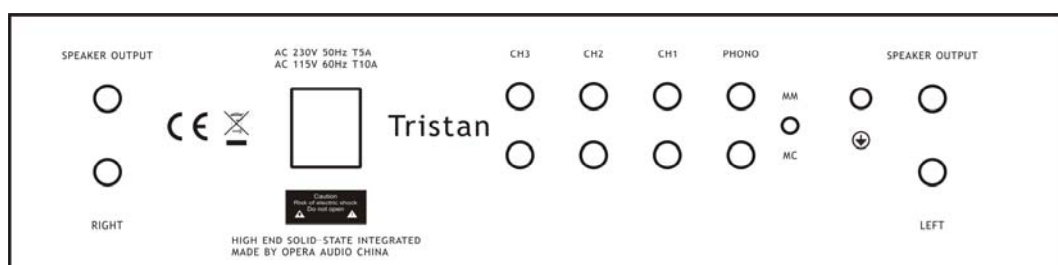 SPEAKER OUTPUT
RIGHT
CE
AC 230V 50Hz T5A
AC 115V 60Hz T10A
Caution
Risk of electric shock
Do not open
HIGH END SOLID-STATE INTEGRATED
MADE BY OPERA AUDIO CHINA
Tristan
CH3
CH2
CH1
PHONO
MM
MC
SPEAKER OUTPUT
LEFT